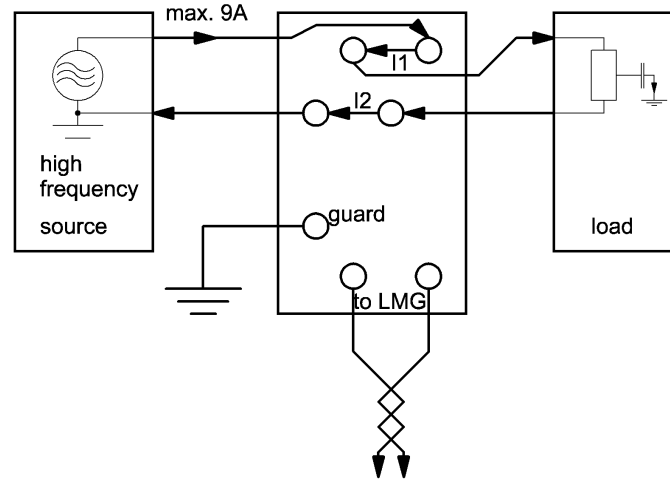 max. 9A
I1
I2
high
frequency
source
guard
load
to LMG